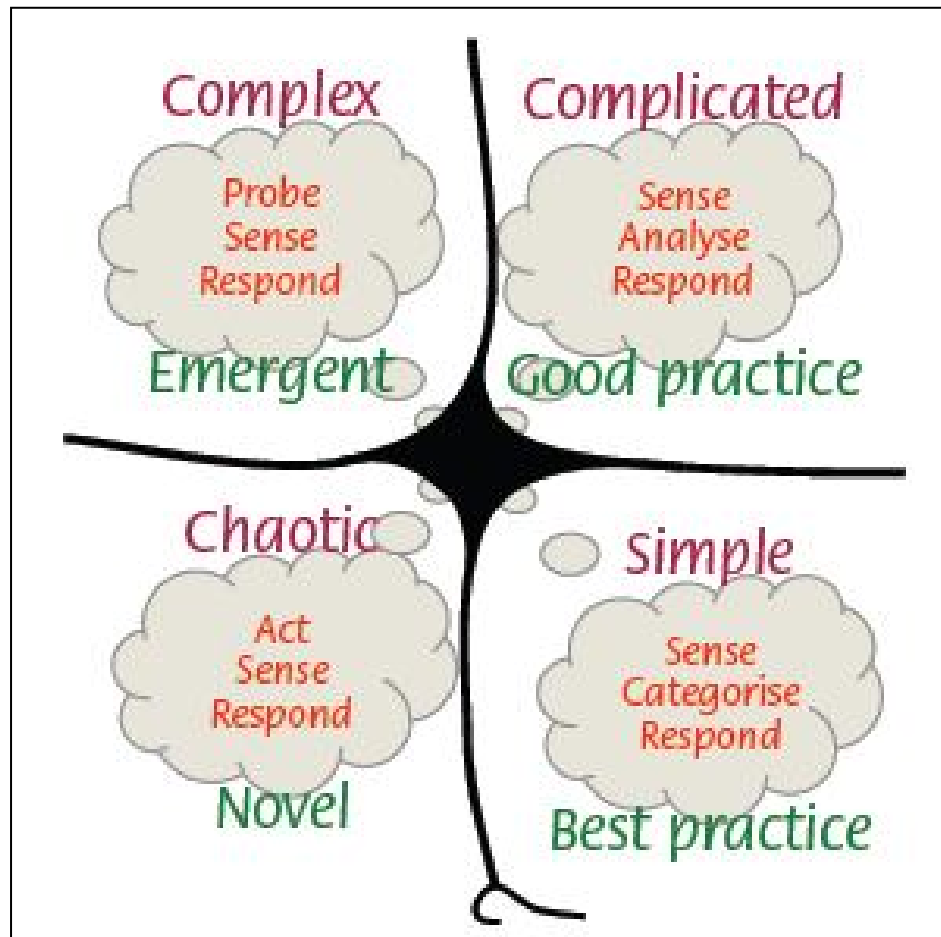 Complex
Probe
Sense
Respond
Emergent
Complicated
Sense
Analyse
Respond
Good practice
Chaotic
Act
Sense
Respond
Novel
Simple
Sense
Categorise
Respond
Best practice